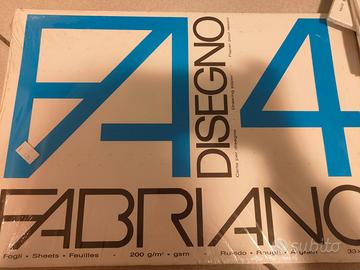 FA4
DISEGNO
Carta per disegno • Drawing paper • Papier pour dessin
FABRIANO
Fogli • Sheets • Feuilles • 200 g/m² • gsm Ruvido • Rough •
subito